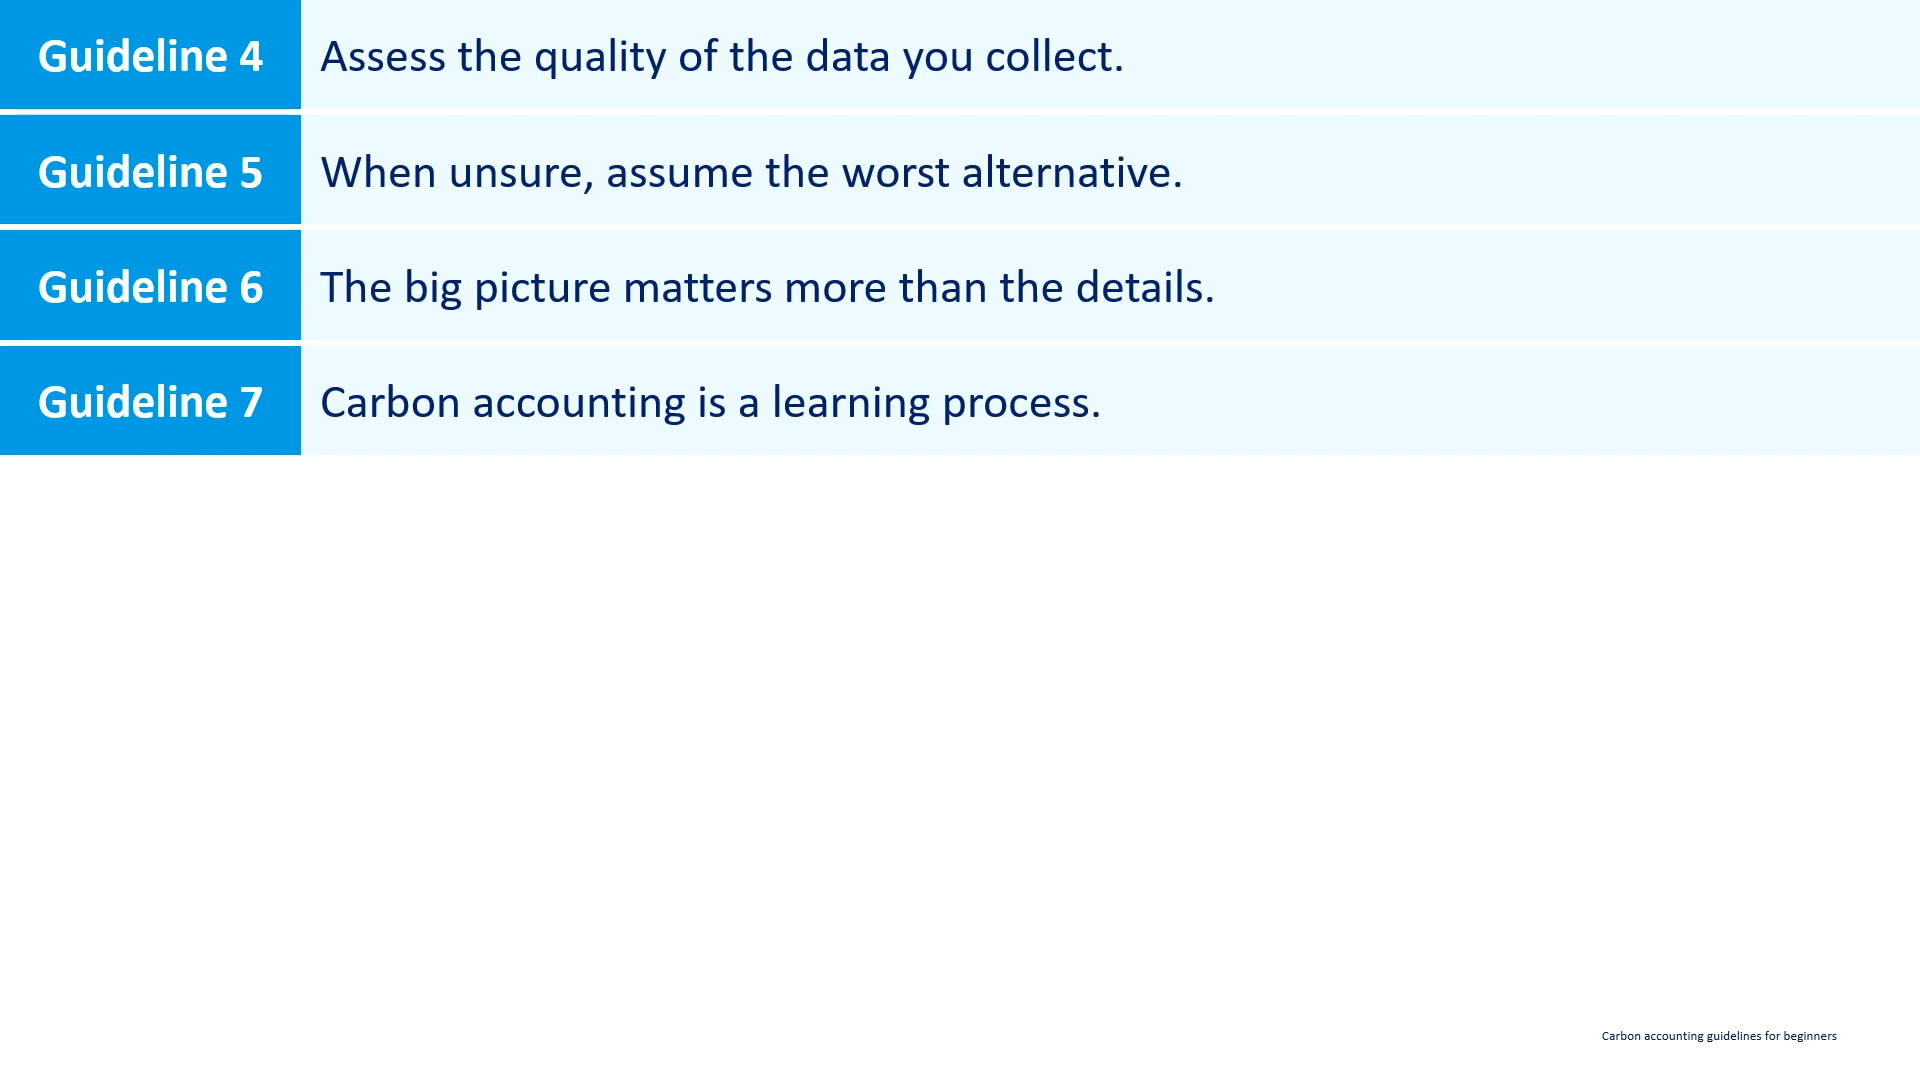 Guideline 4 Assess the quality of the data you collect.
Guideline 5 When unsure, assume the worst alternative.
Guideline 6 The big picture matters more than the details.
Guideline 7 Carbon accounting is a learning process.
Carbon accounting guidelines for beginners